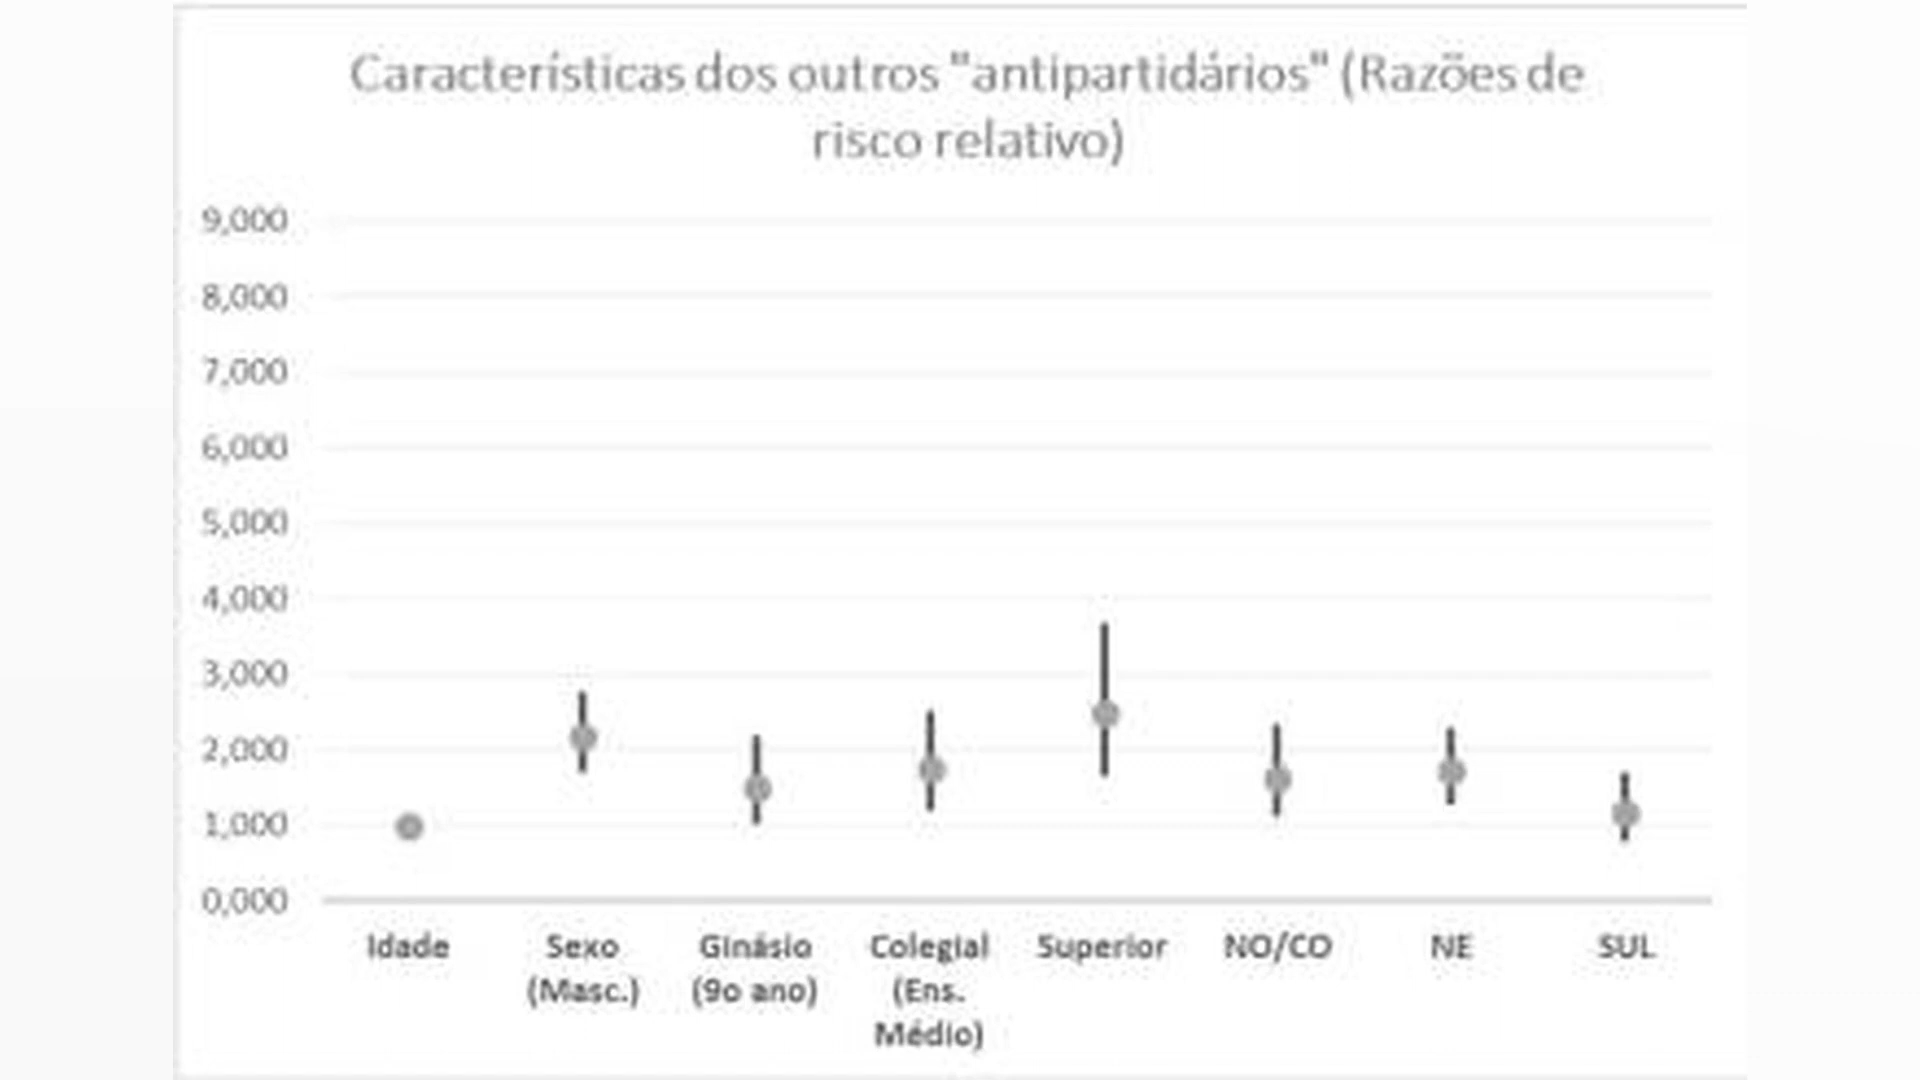 Características dos outros "antipartidários" (Razões de
risco relativo)
9,000
8,000
7,000
6,000
5,000
4,000
3,000
2,000
1,000
0,000
Idade
Sexo
(Masc.)
Ginásio
(9o ano)
Colegial
(Ens.
Médio)
Superior
NO/CO
NE
SUL